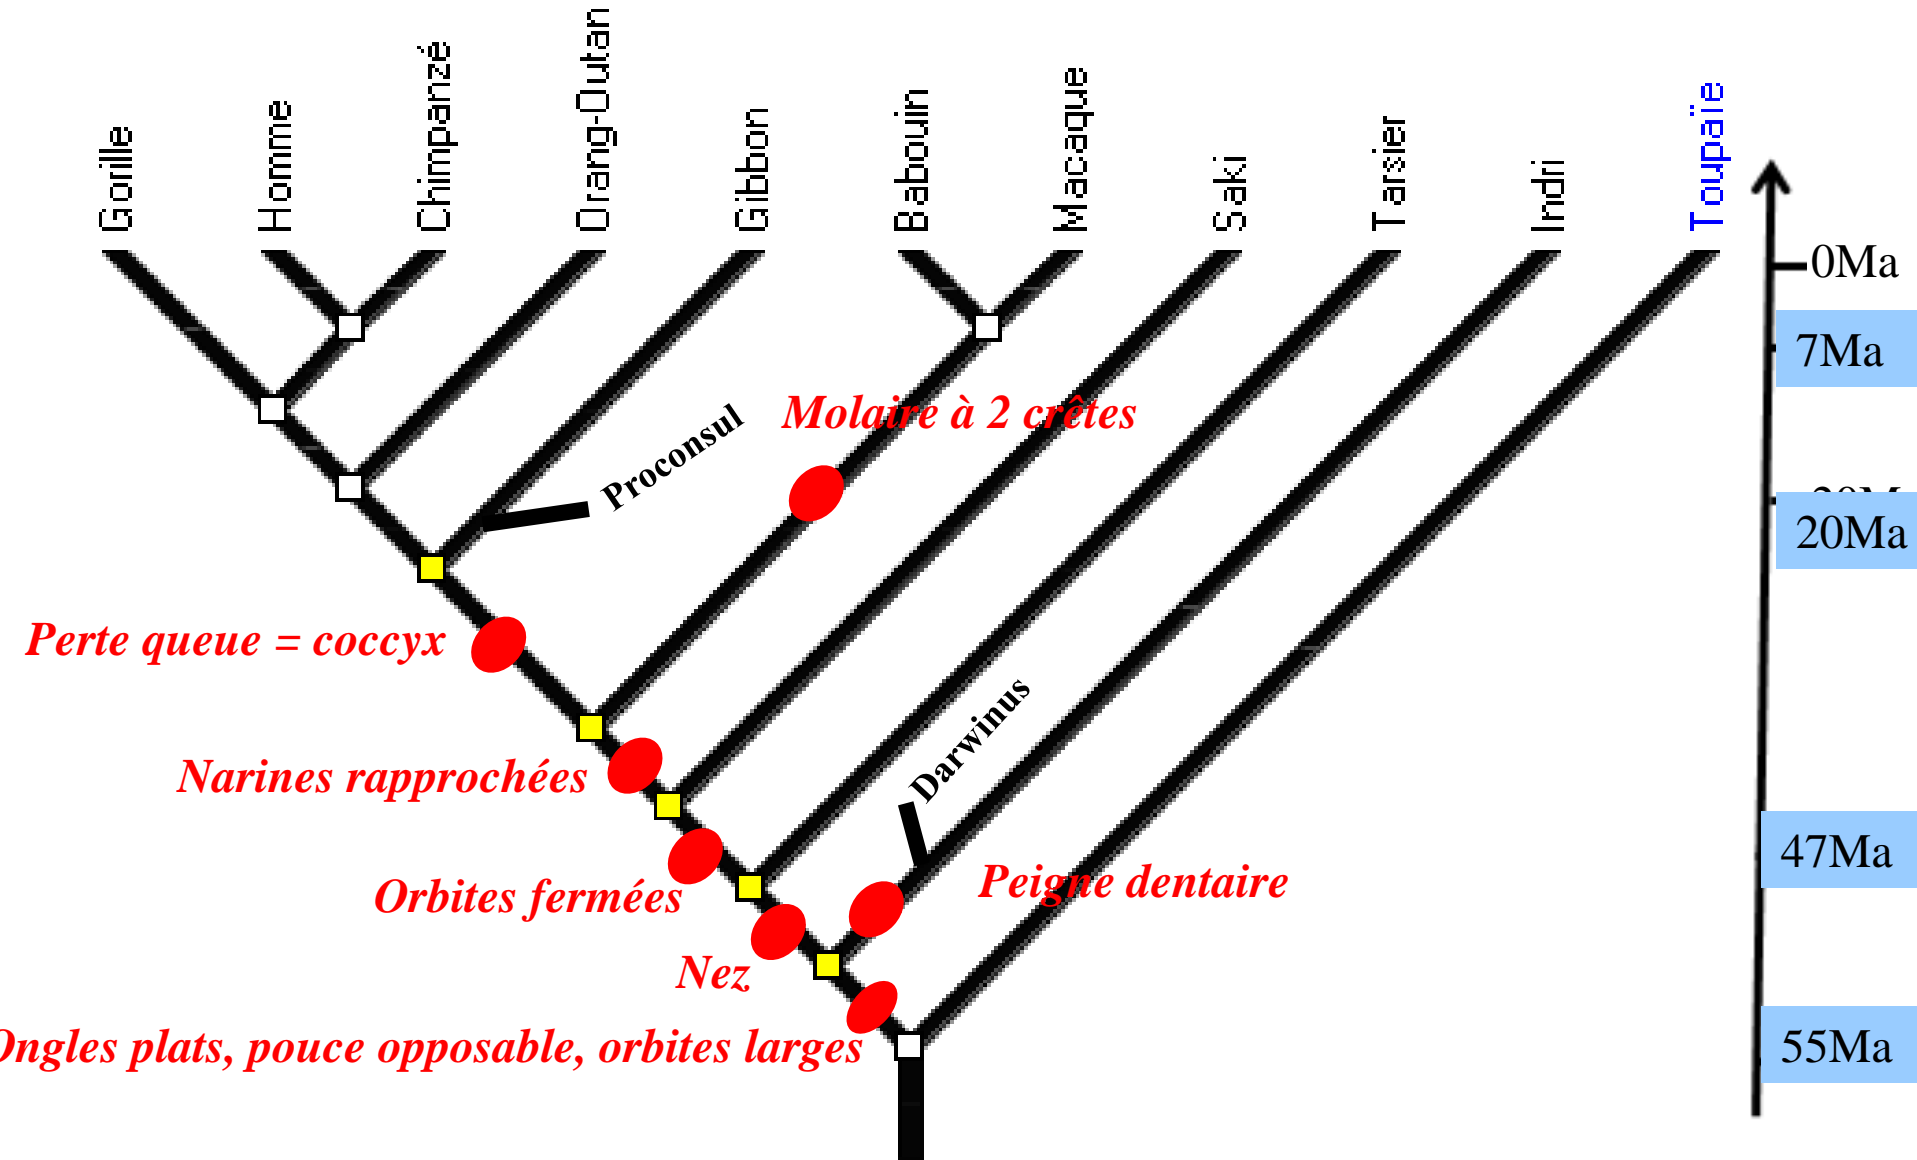 Gorille
Homme
Chimpanzé
Orang-Outan
Gibbon
Babouin
Macaque
Saki
Tarsier
Indri
Toupaïe
0Ma
7Ma
Molaire à 2 crêtes
Proconsul
20Ma
Perte queue = coccyx
Narines rapprochées
Darwinus
47Ma
Orbites fermées
Peigne dentaire
Nez
Ongles plats, pouce opposable, orbites larges
55Ma